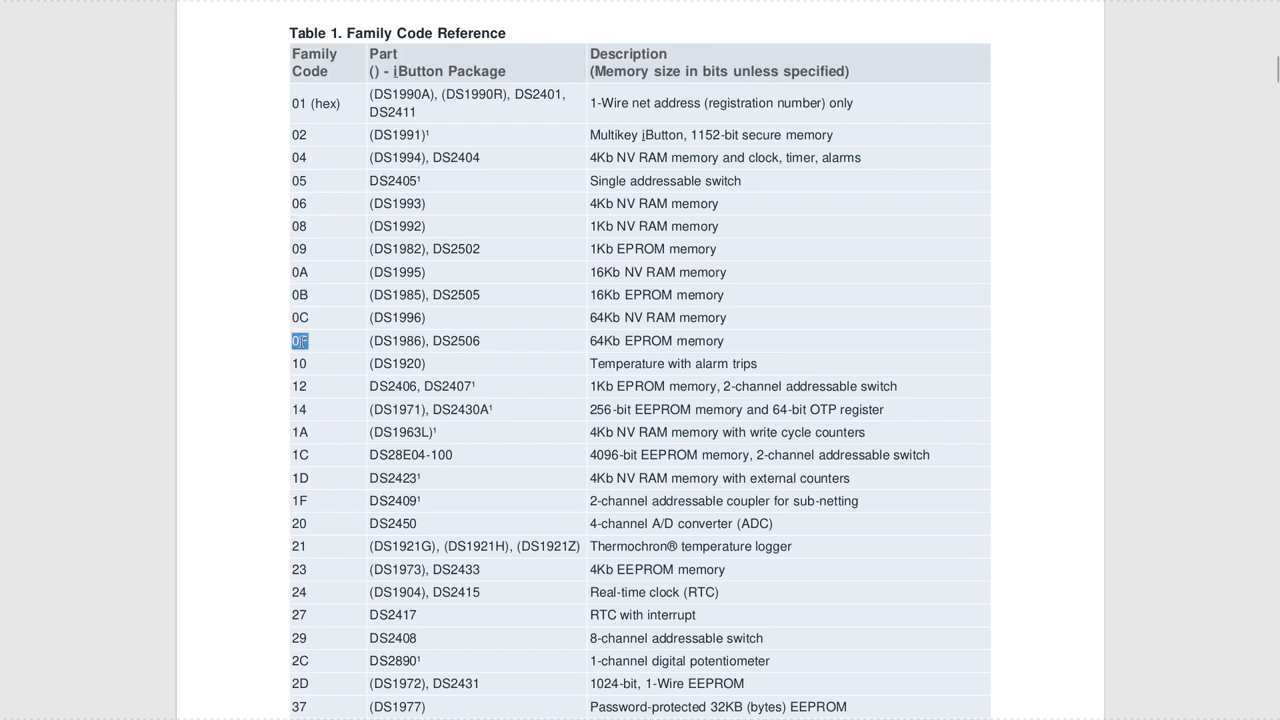 Table 1. Family Code Reference
Family Code Part () - iButton Package Description (Memory size in bits unless specified)
01 (hex) (DS1990A), (DS1990R), DS2401, DS2411 1-Wire net address (registration number) only
02 (DS1991)¹ Multikey iButton, 1152-bit secure memory
04 (DS1994), DS2404 4Kb NV RAM memory and clock, timer, alarms
05 DS2405¹ Single addressable switch
06 (DS1993) 4Kb NV RAM memory
08 (DS1992) 1Kb NV RAM memory
09 (DS1982), DS2502 1Kb EPROM memory
0A (DS1995) 16Kb NV RAM memory
0B (DS1985), DS2505 16Kb EPROM memory
0C (DS1996) 64Kb NV RAM memory
0F (DS1986), DS2506 64Kb EPROM memory
10 (DS1920) Temperature with alarm trips
12 DS2406, DS2407¹ 1Kb EPROM memory, 2-channel addressable switch
14 (DS1971), DS2430A¹ 256-bit EEPROM memory and 64-bit OTP register
1A (DS1963L)¹ 4Kb NV RAM memory with write cycle counters
1C DS28E04-100 4096-bit EEPROM memory, 2-channel addressable switch
1D DS2423¹ 4Kb NV RAM memory with external counters
1F DS2409¹ 2-channel addressable coupler for sub-netting
20 DS2450 4-channel A/D converter (ADC)
21 (DS1921G), (DS1921H), (DS1921Z) Thermochron® temperature logger
23 (DS1973), DS2433 4Kb EEPROM memory
24 (DS1904), DS2415 Real-time clock (RTC)
27 DS2417 RTC with interrupt
29 DS2408 8-channel addressable switch
2C DS2890¹ 1-channel digital potentiometer
2D (DS1972), DS2431 1024-bit, 1-Wire EEPROM
37 (DS1977) Password-protected 32KB (bytes) EEPROM